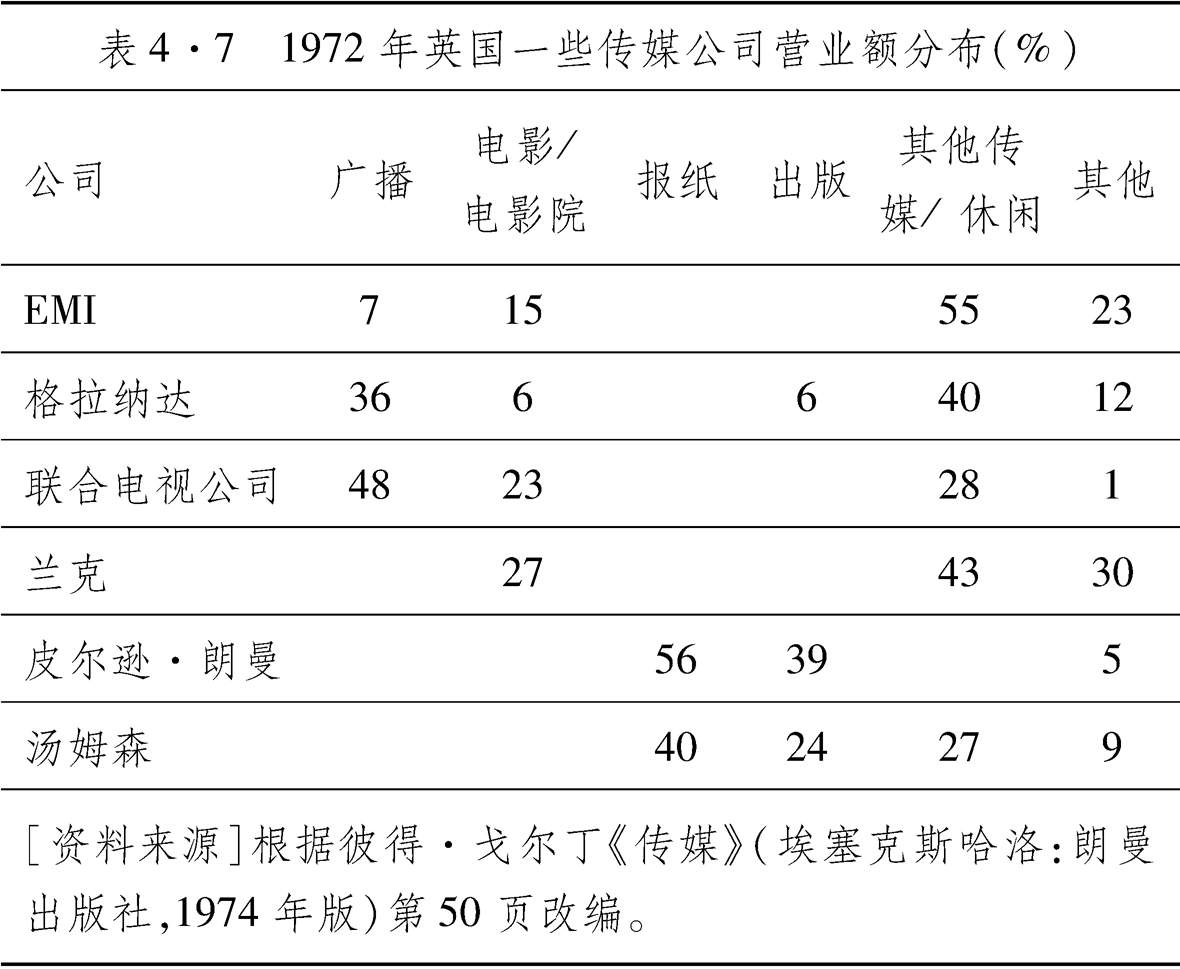 表4·7 1972年英国一些传媒公司营业额分布(%)
公司 广播 电影/电影院 报纸 出版 其他传媒/ 休闲 其他
EMI 7 15 55 23
格拉纳达 36 6 6 40 12
联合电视公司 48 23 28 1
兰克 27 43 30
皮尔逊·朗曼 56 39 5
汤姆森 40 24 27 9
[资料来源]根据彼得·戈尔丁《传媒》(埃塞克斯哈洛:朗曼
出版社,1974年版)第50页改编。